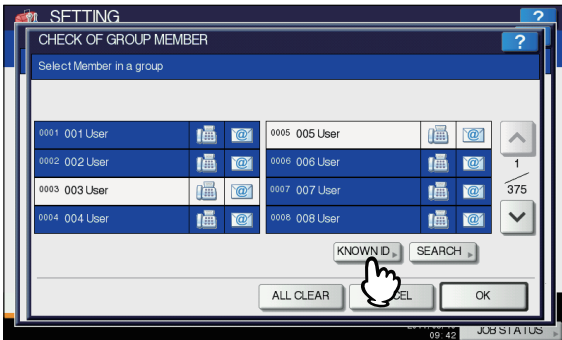 SETTING
?
CHECK OF GROUP MEMBER
?
Select Member in a group
0001 001 User
0002 002 User
0003 003 User
0004 004 User
0005 005 User
0006 006 User
0007 007 User
0008 008 User
1
375
KNOWN ID
SEARCH
ALL CLEAR
OK
09:42
JOB STATUS